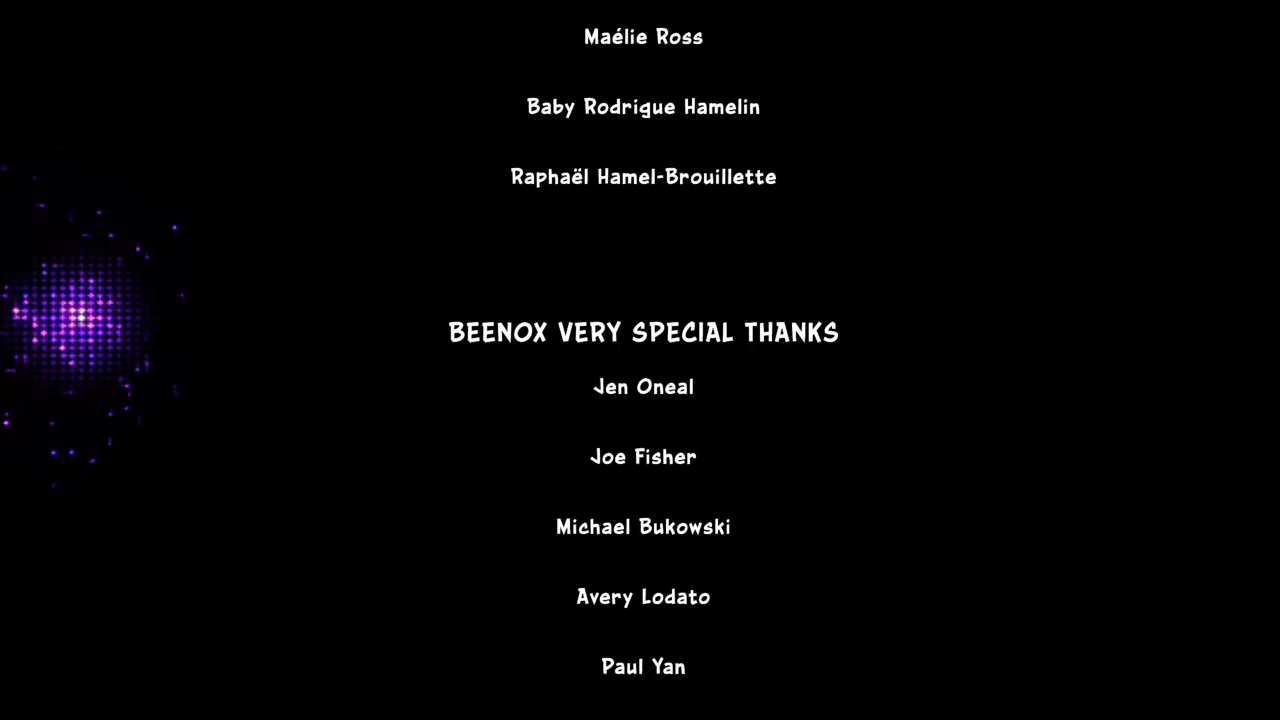 Maélie Ross
Baby Rodrigue Hamelin
Raphaël Hamel-Brouillette
BEENOX VERY SPECIAL THANKS
Jen Oneal
Joe Fisher
Michael Bukowski
Avery Lodato
Paul Yan